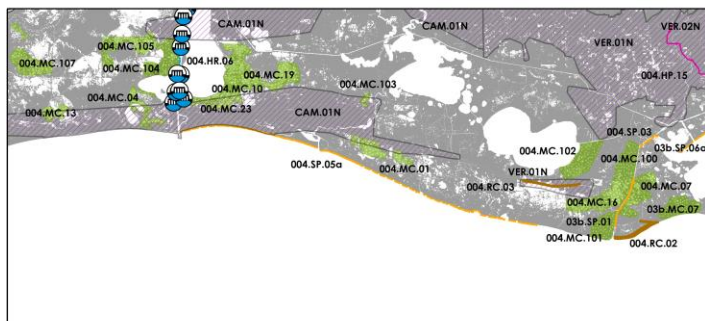 CAM.01N
CAM.01N
VER.02N
004.MC.105
VER.01N
004.MC.107
004.HR.06
004.MC.104
004.MC.19
004.HP.15
004.MC.103
004.MC.10
004.MC.04
004.MC.23
004.MC.13
CAM.01N
004.SP.03
004.MC.102
03b.SP.06a
004.MC.100
004.SP.05a
004.MC.01
VER.01N
004.RC.03
004.MC.07
004.MC.16
03b.MC.07
03b.SP.01
004.MC.101
004.RC.02